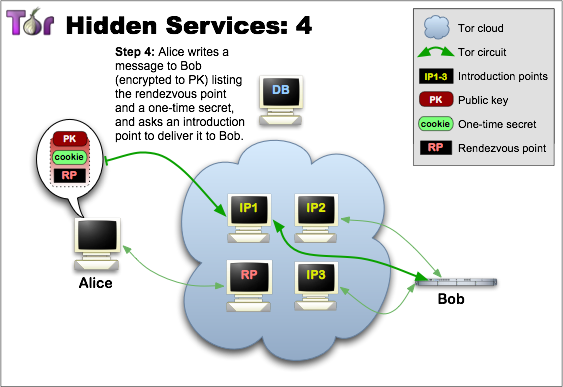 Tor Hidden Services: 4
Step 4: Alice writes a
message to Bob
(encrypted to PK) listing
the rendezvous point
and a one-time secret,
and asks an introduction
point to deliver it to Bob.
DB
Tor cloud
Tor circuit
IP1-3 Introduction points
PK Public key
cookie One-time secret
RP Rendezvous point
PK
cookie
RP
IP1
IP2
RP
IP3
Alice
Bob